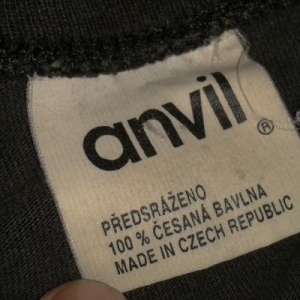 anvil®
PŘEDSRÁŽENO
100 % ČESANÁ BAVLNA
MADE IN CZECH REPUBLIC